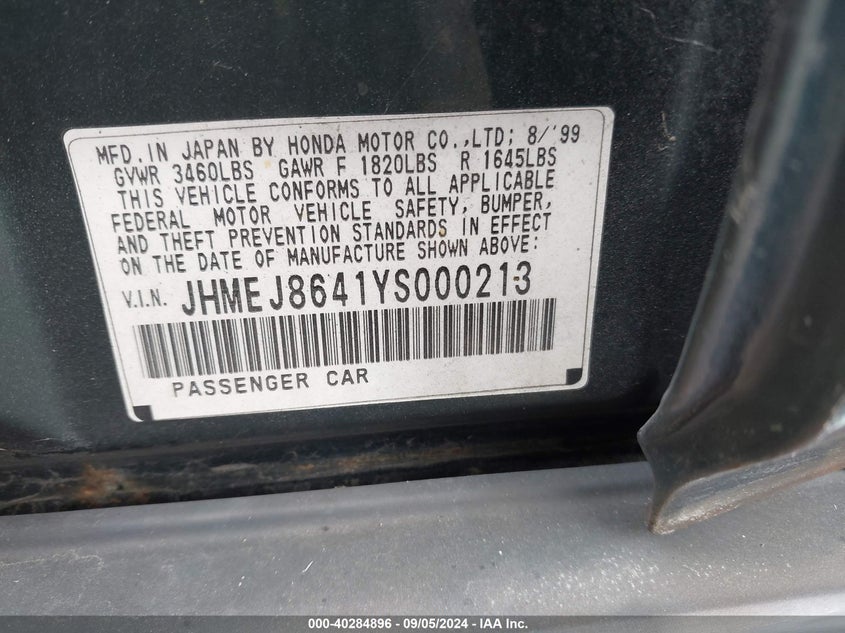 MFD. IN JAPAN BY HONDA MOTOR CO.,LTD; 8/'99
GVWR 3460LBS GAWR F 1820LBS R 1645LBS
THIS VEHICLE CONFORMS TO ALL APPLICABLE
FEDERAL MOTOR VEHICLE SAFETY, BUMPER,
AND THEFT PREVENTION STANDARDS IN EFFECT
ON THE DATE OF MANUFACTURE SHOWN ABOVE:
V.I.N. JHMEJ8641YS000213
PASSENGER CAR
000-40284896 - 09/05/2024 - IAA Inc.